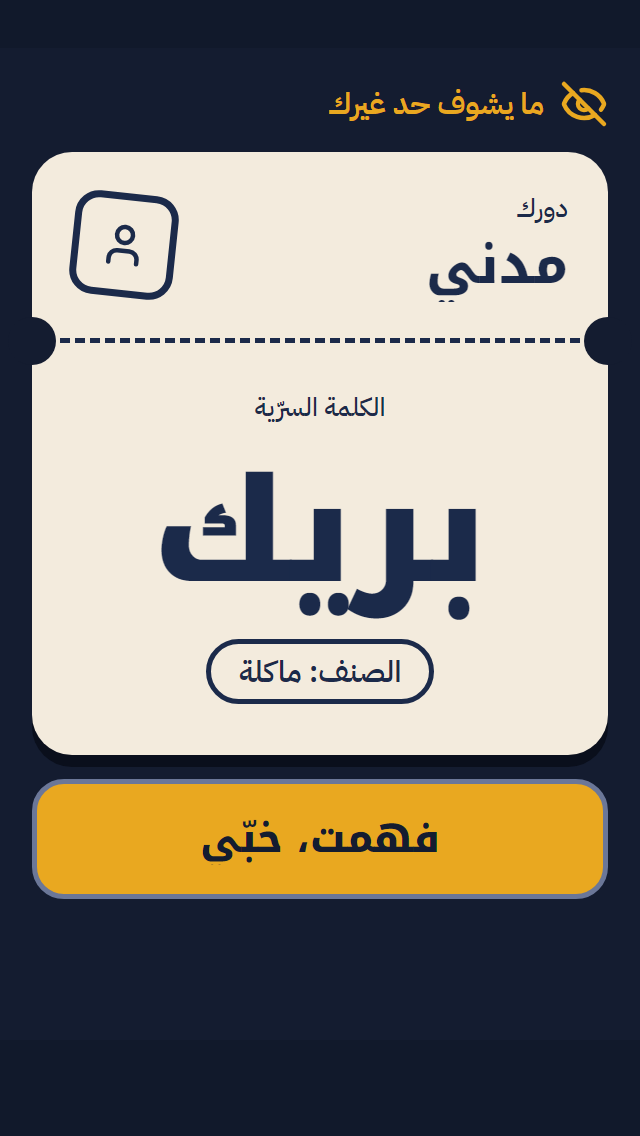 ما يشوف حد غيرك
دورك
مدني
الكلمة السرّية
بريك
الصنف: ماكلة
فهمت، خبّي